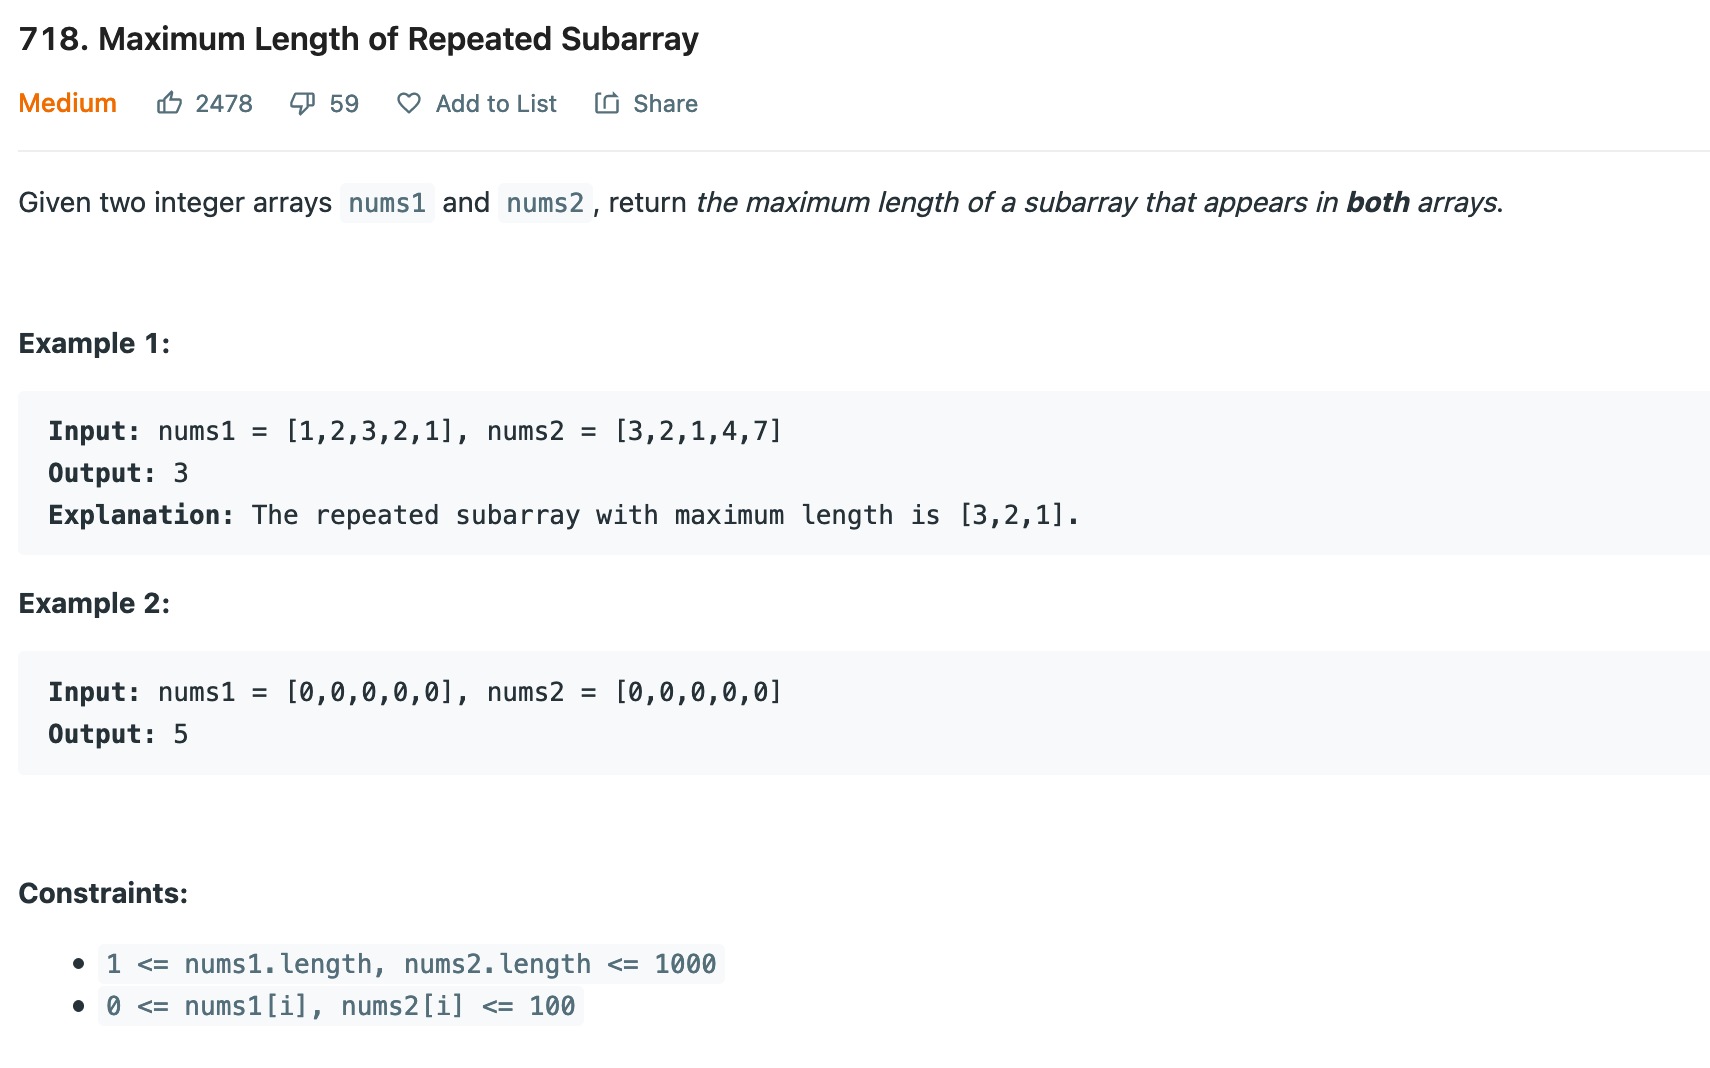 718. Maximum Length of Repeated Subarray
Medium 2478 59 Add to List Share
Given two integer arrays nums1 and nums2, return the maximum length of a subarray that appears in both arrays.
Example 1:
Input: nums1 = [1,2,3,2,1], nums2 = [3,2,1,4,7]
Output: 3
Explanation: The repeated subarray with maximum length is [3,2,1].
Example 2:
Input: nums1 = [0,0,0,0,0], nums2 = [0,0,0,0,0]
Output: 5
Constraints:
• 1 <= nums1.length, nums2.length <= 1000
• 0 <= nums1[i], nums2[i] <= 100